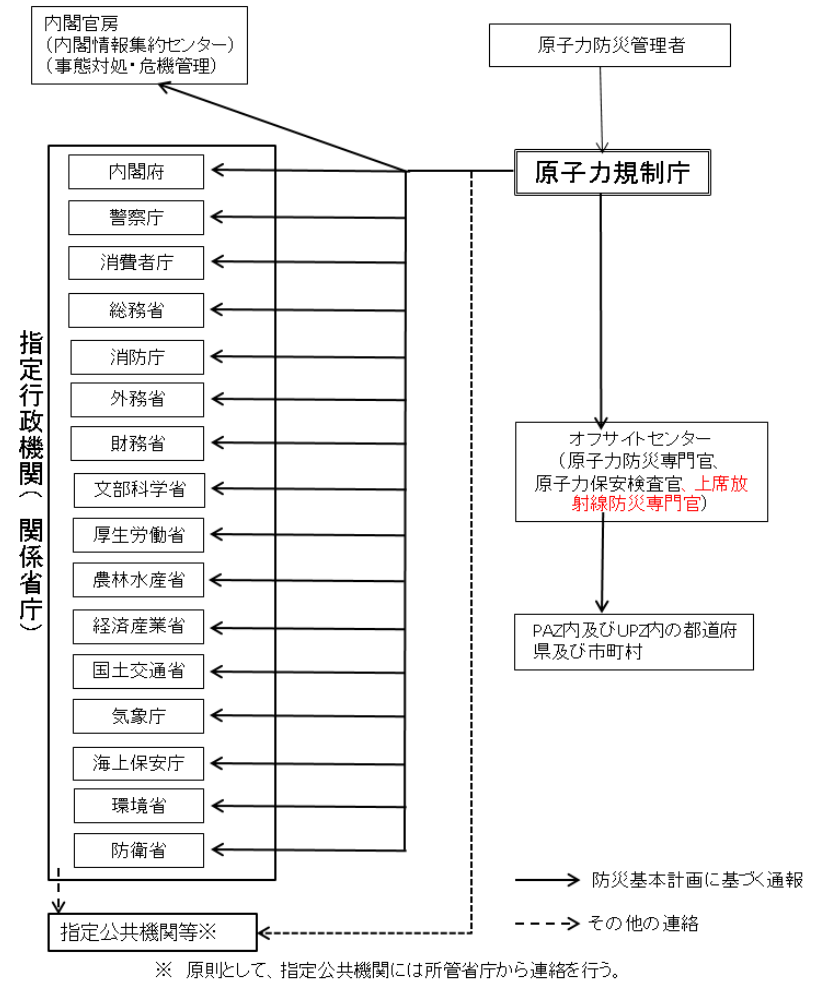 内閣官房
(内閣情報集約センター)
(事態対処・危機管理)
原子力防災管理者
原子力規制庁
指定行政機関(関係省庁)
内閣府
警察庁
消費者庁
総務省
消防庁
外務省
財務省
文部科学省
厚生労働省
農林水産省
経済産業省
国土交通省
気象庁
海上保安庁
環境省
防衛省
オフサイトセンター
(原子力防災専門官、
原子力保安検査官、上席放
射線防災専門官)
PAZ内及びUPZ内の都道府
県及び市町村
指定公共機関等※
防災基本計画に基づく通報
その他の連絡
※ 原則として、指定公共機関には所管省庁から連絡を行う。